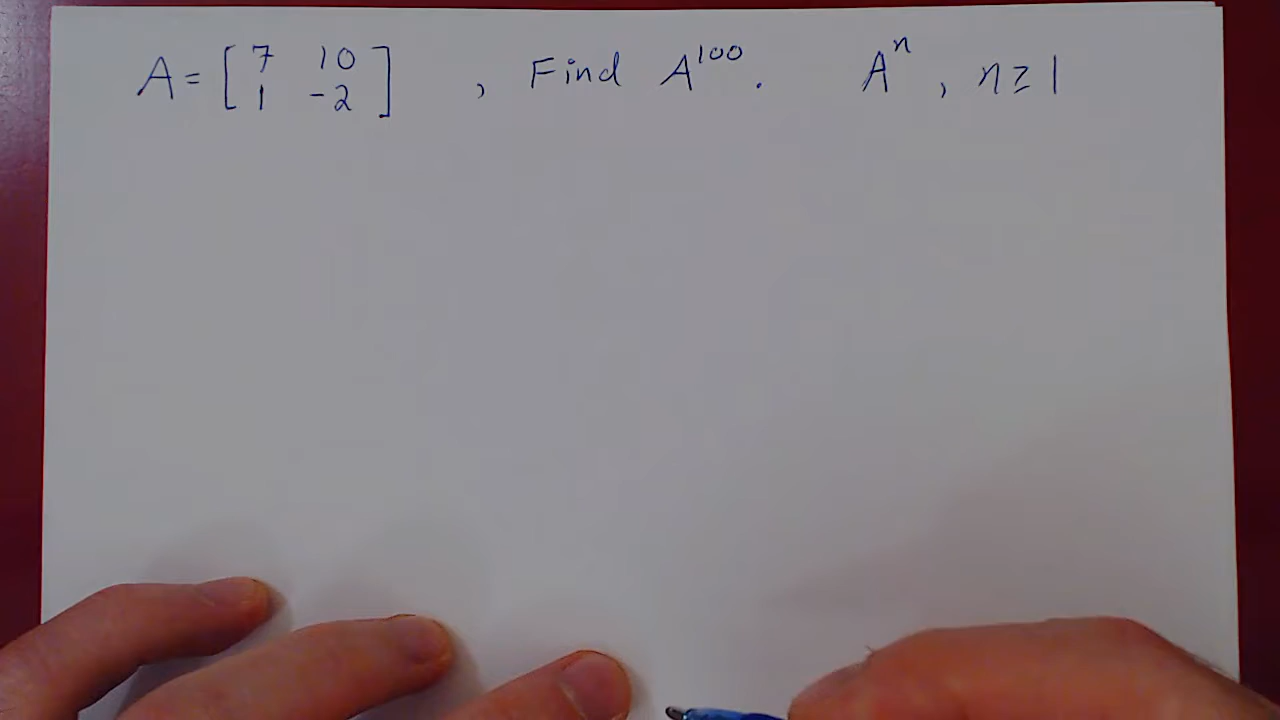 A = [ 7 10 ; 1 -2 ] , Find A^100 . A^n , n ≥ 1